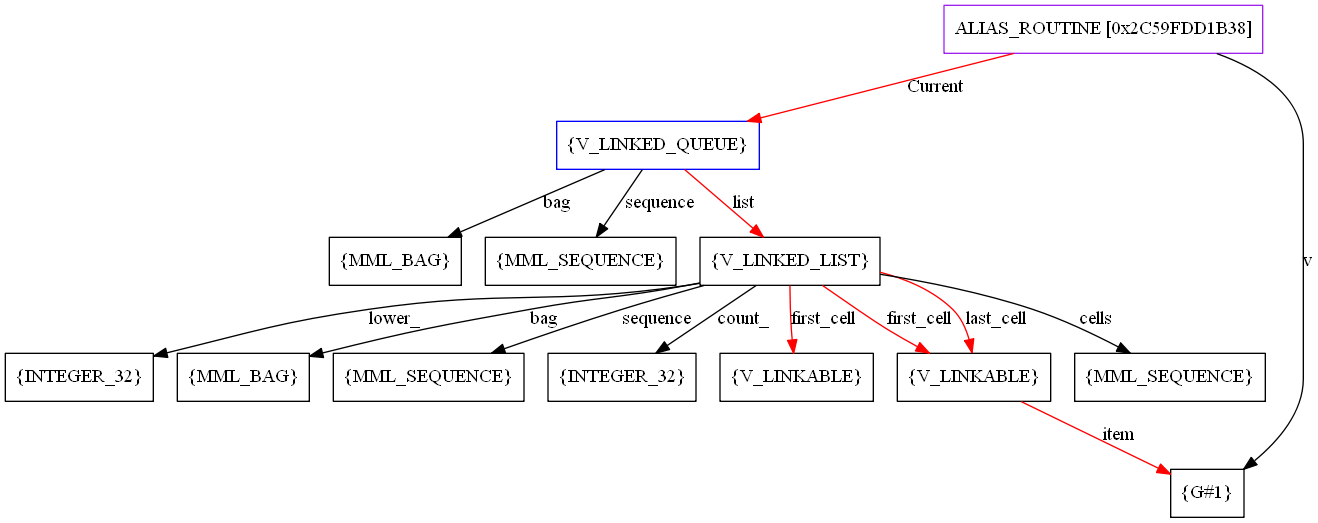 ALIAS_ROUTINE [0x2C59FDD1B38]
Current
{V_LINKED_QUEUE}
bag
sequence
list
{MML_BAG}
{MML_SEQUENCE}
{V_LINKED_LIST}
v
lower_
bag
sequence
count_
first_cell
first_cell
last_cell
cells
{INTEGER_32}
{MML_BAG}
{MML_SEQUENCE}
{INTEGER_32}
{V_LINKABLE}
{V_LINKABLE}
{MML_SEQUENCE}
item
{G#1}